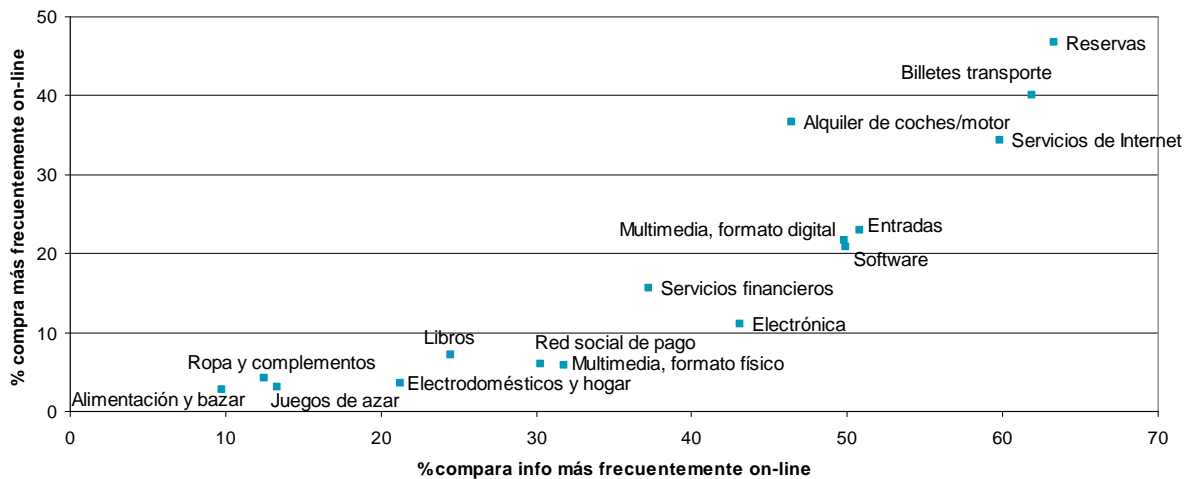 50
Reservas
Billetes transporte
40
Alquiler de coches/motor
Servicios de Internet
30
Multimedia, formato digital
Entradas
20
Software
Servicios financieros
Electrónica
10
Libros
Red social de pago
Ropa y complementos
Multimedia, formato físico
Electrodomésticos y hogar
Alimentación y bazar
Juegos de azar
0
0 10 20 30 40 50 60 70
% compra más frecuentemente on-line
%compara info más frecuentemente on-line